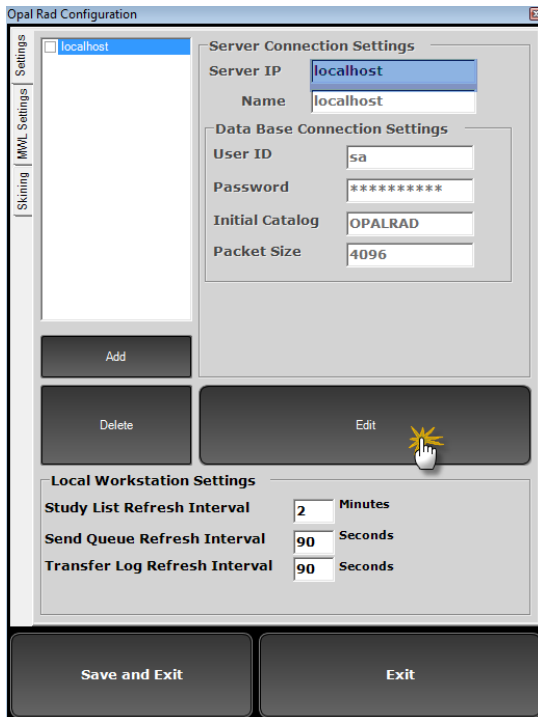 Opal Rad Configuration
Settings
MWL Settings
Skining
localhost
Server Connection Settings
Server IP localhost
Name localhost
Data Base Connection Settings
User ID sa
Password **********
Initial Catalog OPALRAD
Packet Size 4096
Add
Delete
Edit
Local Workstation Settings
Study List Refresh Interval 2 Minutes
Send Queue Refresh Interval 90 Seconds
Transfer Log Refresh Interval 90 Seconds
Save and Exit
Exit